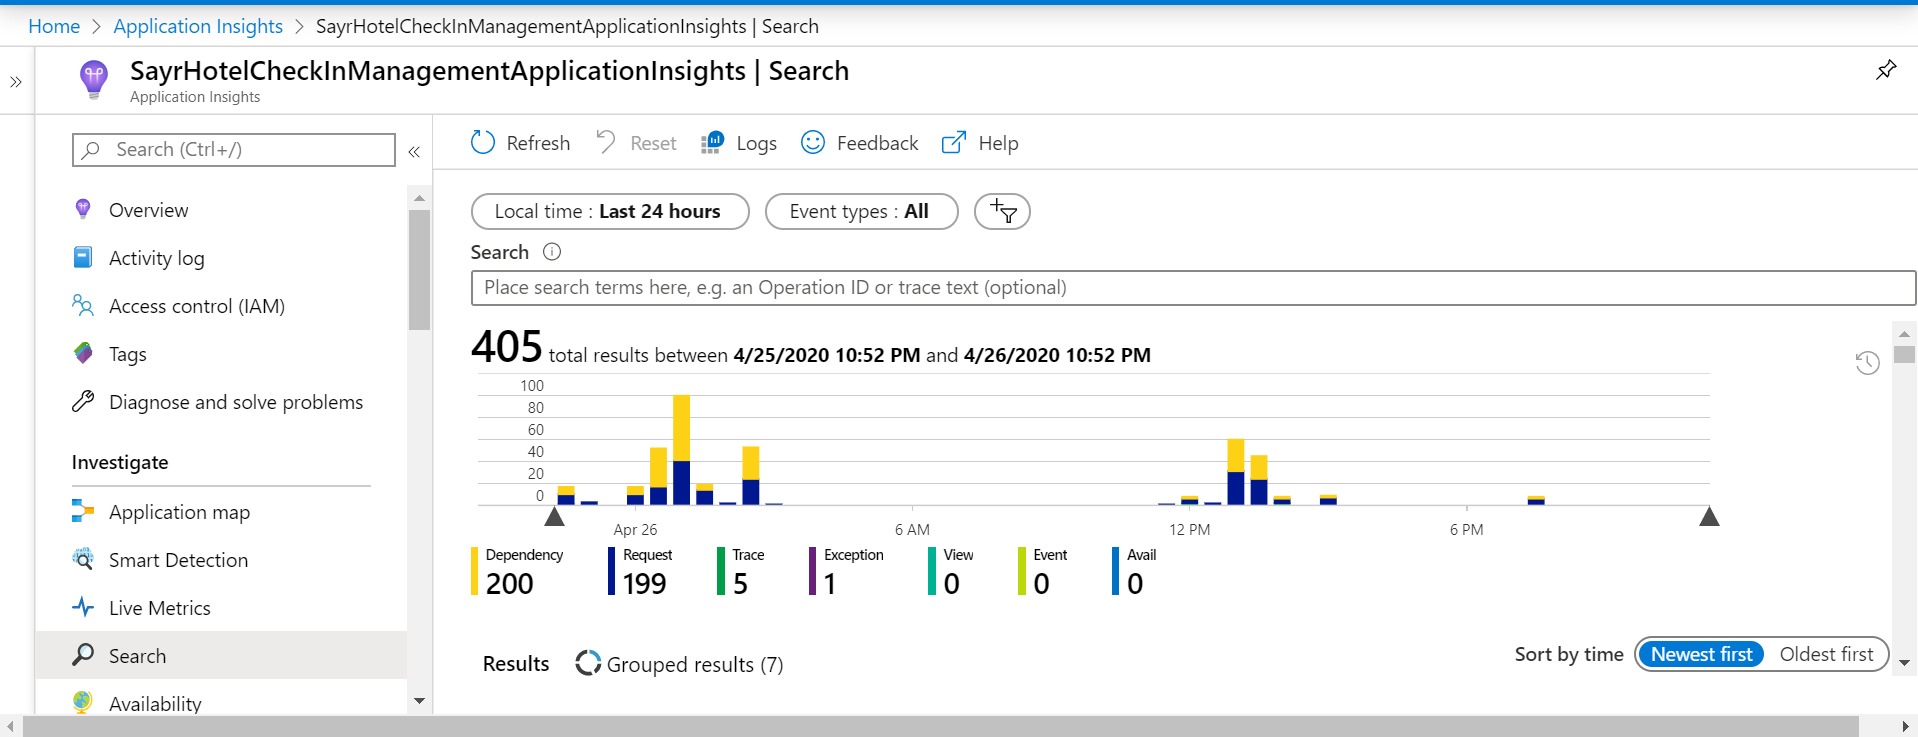 Home > Application Insights > SayrHotelCheckInManagementApplicationInsights | Search
SayrHotelCheckInManagementApplicationInsights | Search
Application Insights
Search (Ctrl+/)
Overview
Activity log
Access control (IAM)
Tags
Diagnose and solve problems
Investigate
Application map
Smart Detection
Live Metrics
Search
Availability
Refresh Reset Logs Feedback Help
Local time : Last 24 hours Event types : All
Search
Place search terms here, e.g. an Operation ID or trace text (optional)
405 total results between 4/25/2020 10:52 PM and 4/26/2020 10:52 PM
100
80
60
40
20
0
Apr 26 6 AM 12 PM 6 PM
Dependency Request Trace Exception View Event Avail
200 199 5 1 0 0 0
Results Grouped results (7) Sort by time Newest first Oldest first